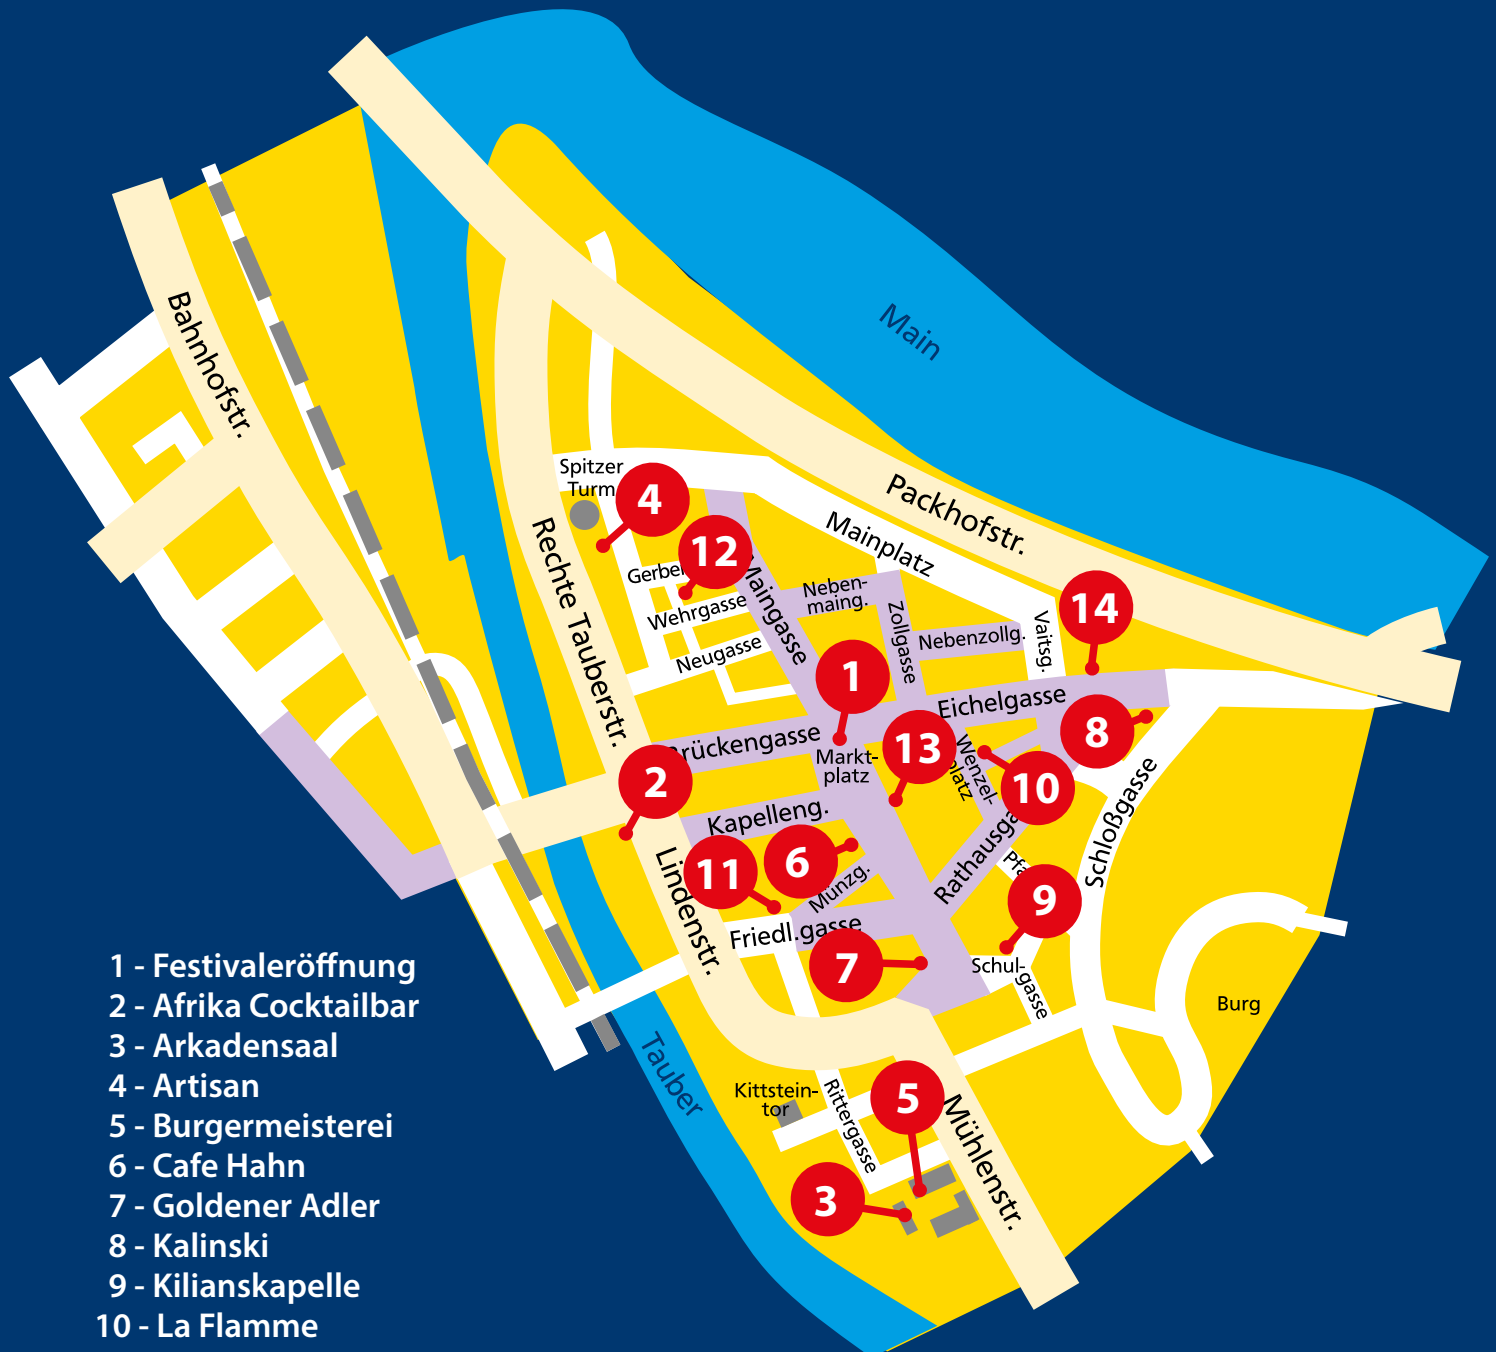 Main
Bahnhofstr.
Packhofstr.
Spitzer
Turm
4
Mainplatz
Rechte Tauberstr.
12
Maingasse
Neben-
maing.
14
Wehrgasse
Zollgasse
Nebenzollg.
Vaitsg.
Neugasse
1
Eichelgasse
8
Brückengasse
13
Markt-
platz
Wenzel-
platz
2
10
Kapelleng.
Schloßgasse
6
11
Lindenstr.
Münzg.
9
Friedl.gasse
7
Schul-
gasse
Burg
1 - Festivaleröffnung
2 - Afrika Cocktailbar
3 - Arkadensaal
4 - Artisan
5 - Burgermeisterei
6 - Cafe Hahn
7 - Goldener Adler
8 - Kalinski
9 - Kilianskapelle
10 - La Flamme
Tauber
Kittstein-
tor
Rittergasse
5
Mühlenstr.
3